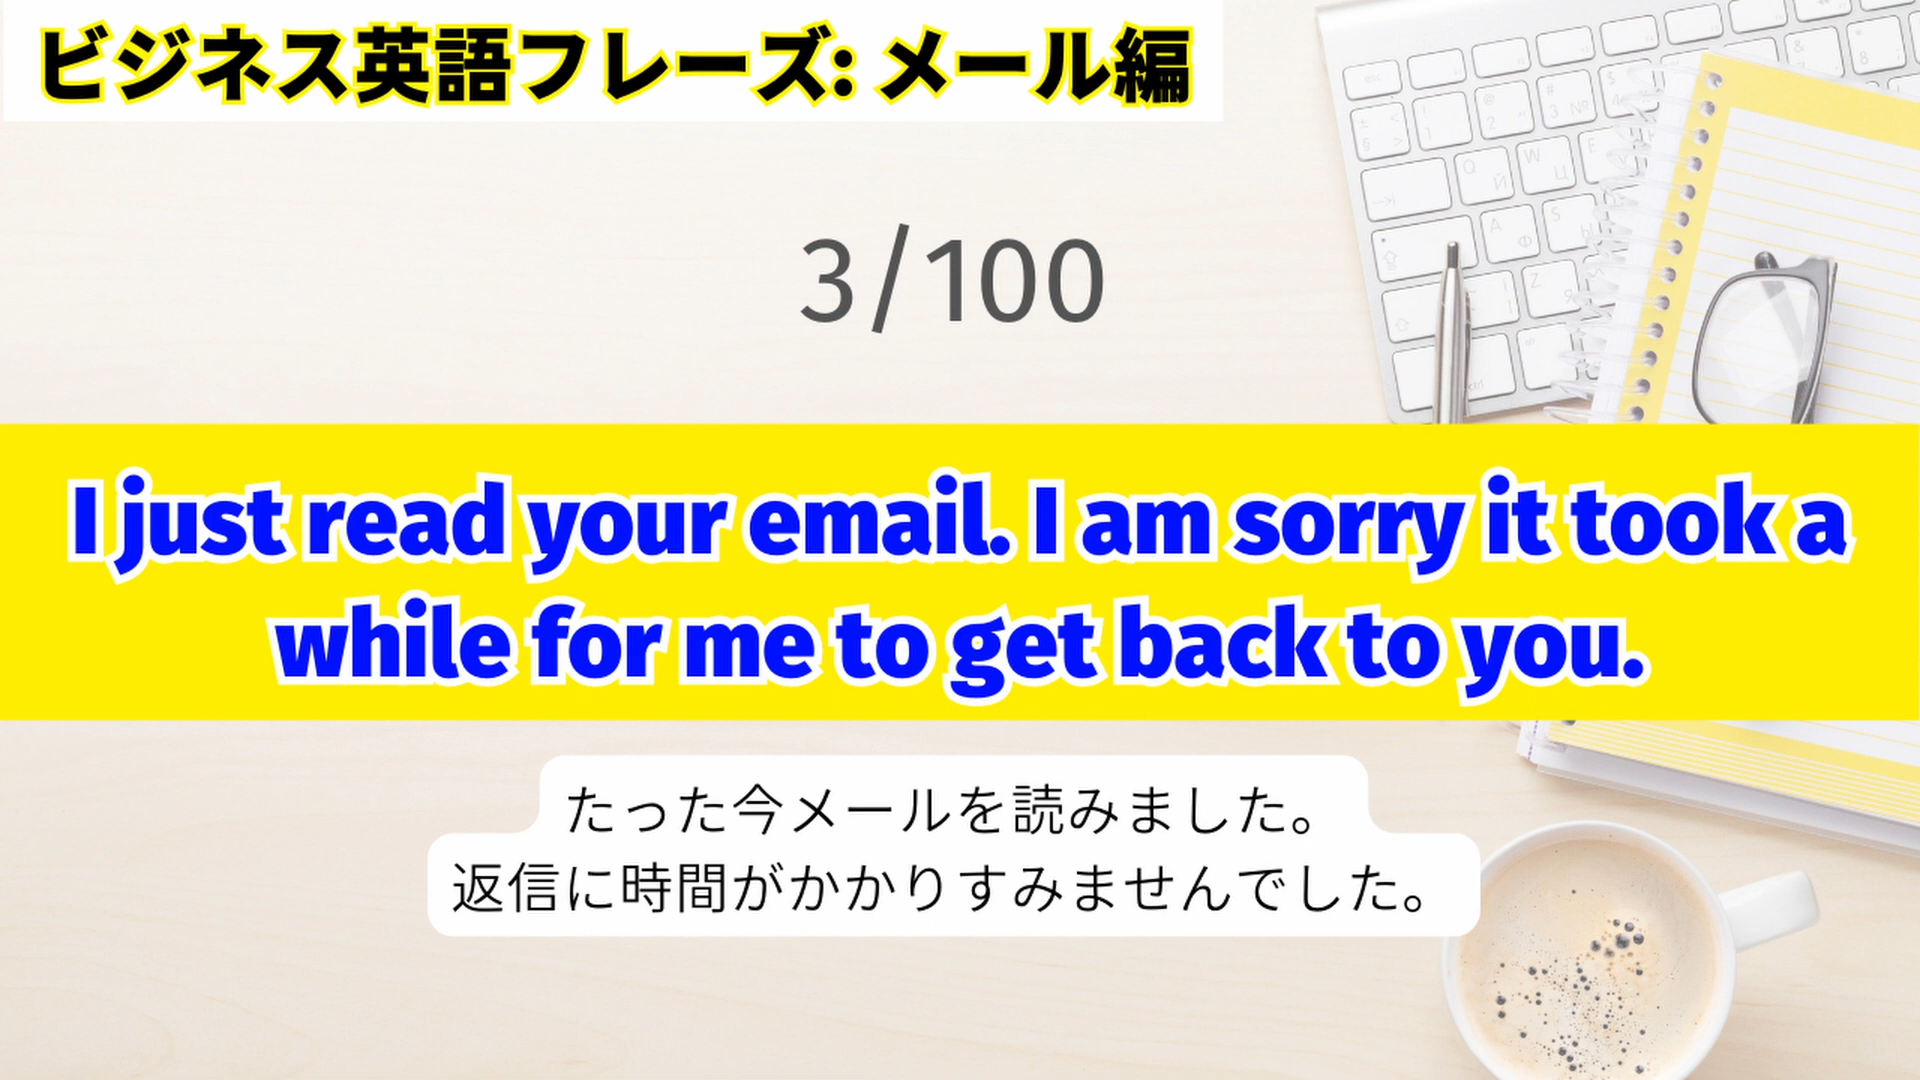 ビジネス英語フレーズ: メール編
3/100
I just read your email. I am sorry it took a
while for me to get back to you.
たった今メールを読みました。
返信に時間がかかりすみませんでした。